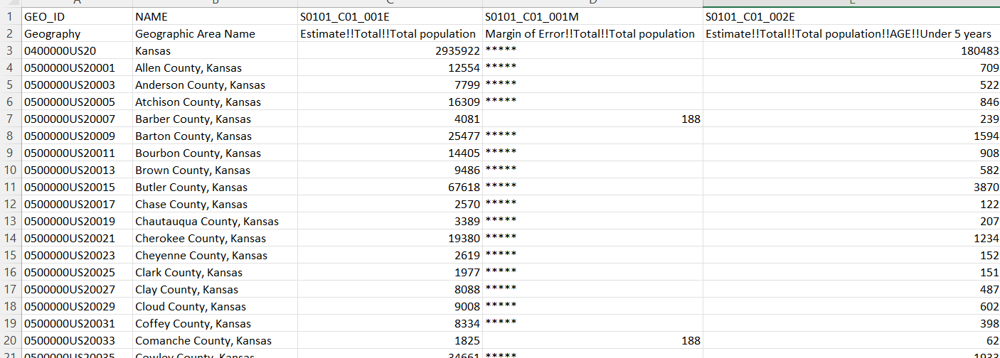 A B C D E
1 GEO_ID NAME S0101_C01_001E S0101_C01_001M S0101_C01_002E
2 Geography Geographic Area Name Estimate!!Total!!Total population Margin of Error!!Total!!Total population Estimate!!Total!!Total population!!AGE!!Under 5 years
3 0400000US20 Kansas 2935922 ***** 180483
4 0500000US20001 Allen County, Kansas 12554 ***** 709
5 0500000US20003 Anderson County, Kansas 7799 ***** 522
6 0500000US20005 Atchison County, Kansas 16309 ***** 846
7 0500000US20007 Barber County, Kansas 4081 188 239
8 0500000US20009 Barton County, Kansas 25477 ***** 1594
9 0500000US20011 Bourbon County, Kansas 14405 ***** 908
10 0500000US20013 Brown County, Kansas 9486 ***** 582
11 0500000US20015 Butler County, Kansas 67618 ***** 3870
12 0500000US20017 Chase County, Kansas 2570 ***** 122
13 0500000US20019 Chautauqua County, Kansas 3389 ***** 207
14 0500000US20021 Cherokee County, Kansas 19380 ***** 1234
15 0500000US20023 Cheyenne County, Kansas 2619 ***** 152
16 0500000US20025 Clark County, Kansas 1977 ***** 151
17 0500000US20027 Clay County, Kansas 8088 ***** 487
18 0500000US20029 Cloud County, Kansas 9008 ***** 602
19 0500000US20031 Coffey County, Kansas 8334 ***** 398
20 0500000US20033 Comanche County, Kansas 1825 188 62
21 0500000US20035 Cowley County, Kansas 34661 ***** 1933